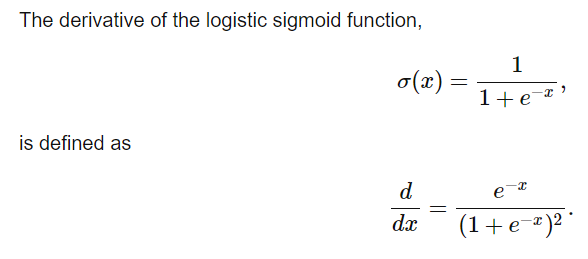 The derivative of the logistic sigmoid function,
σ(x) = 1 / (1 + e^{-x}),
is defined as
d/dx = e^{-x} / (1 + e^{-x})^2.